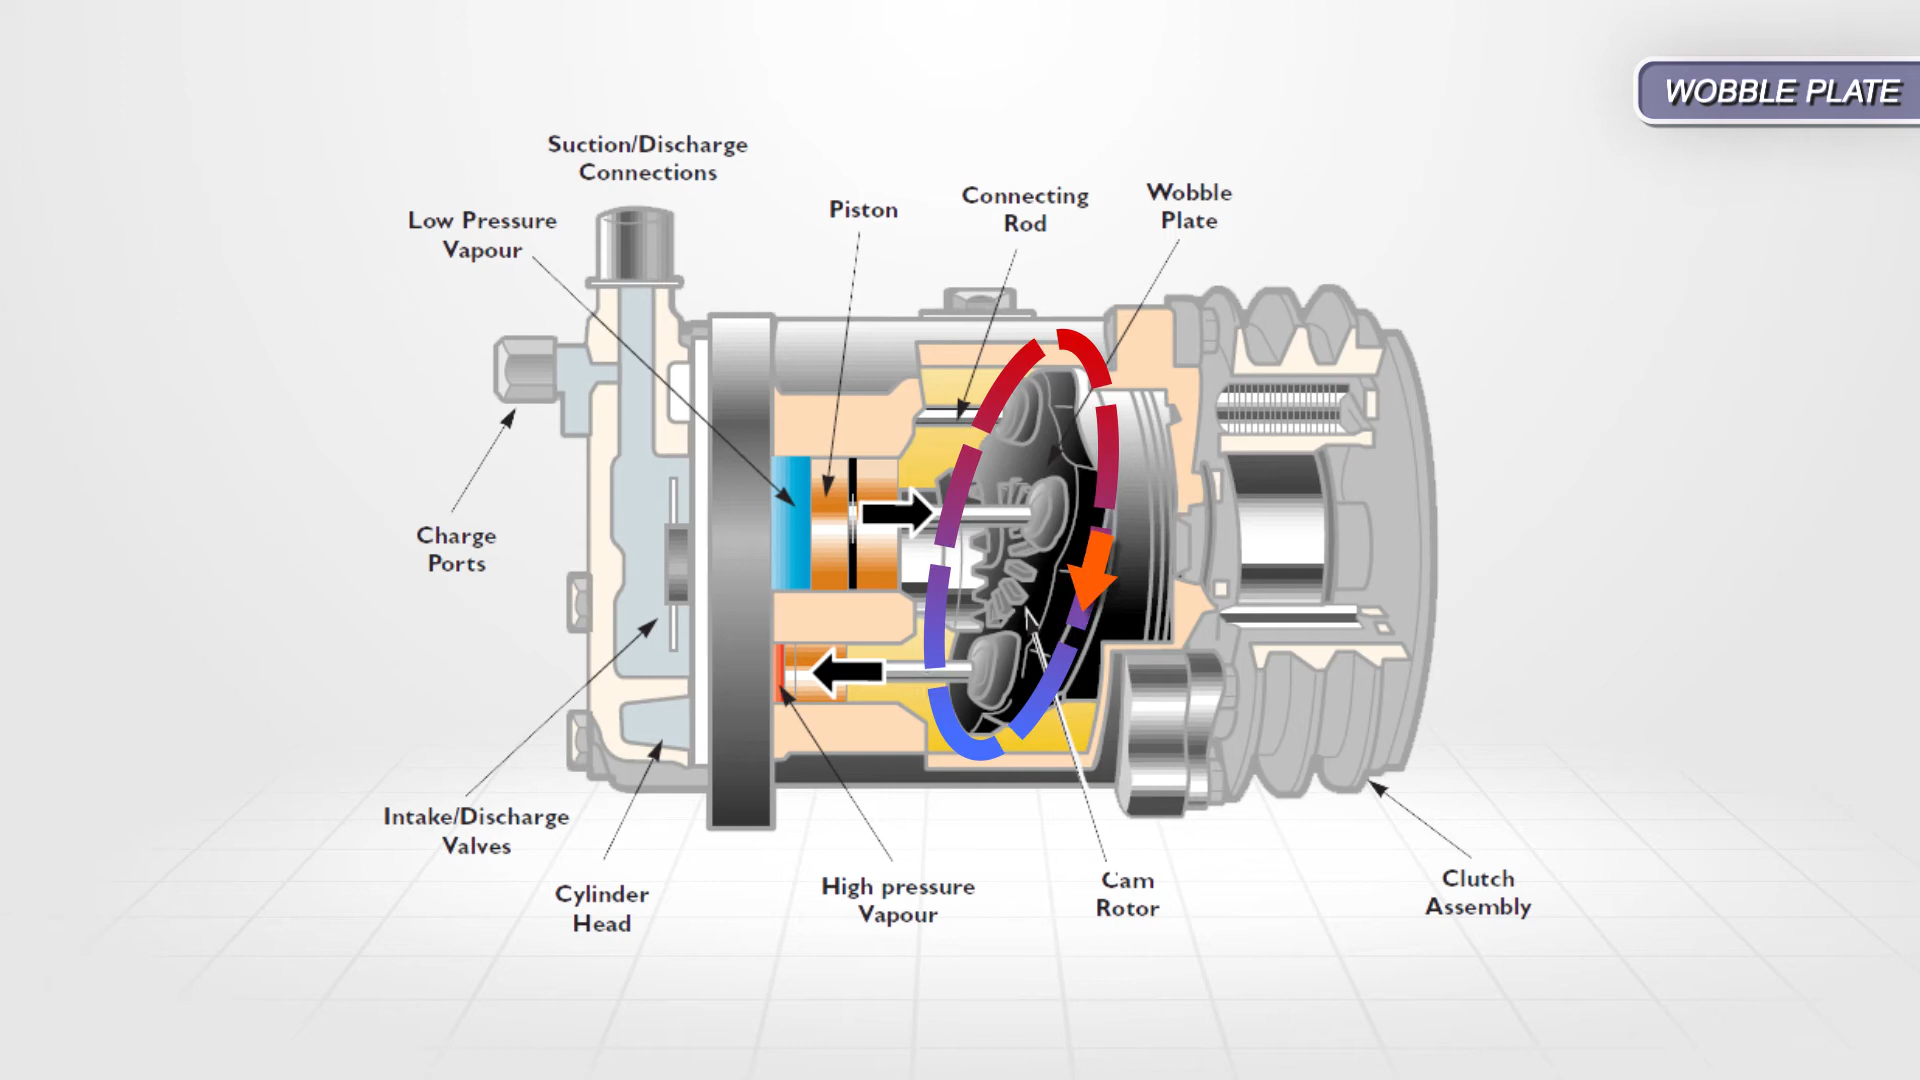 WOBBLE PLATE
Suction/Discharge
Connections
Low Pressure
Vapour
Piston
Connecting
Rod
Wobble
Plate
Charge
Ports
Intake/Discharge
Valves
Cylinder
Head
High pressure
Vapour
Cam
Rotor
Clutch
Assembly